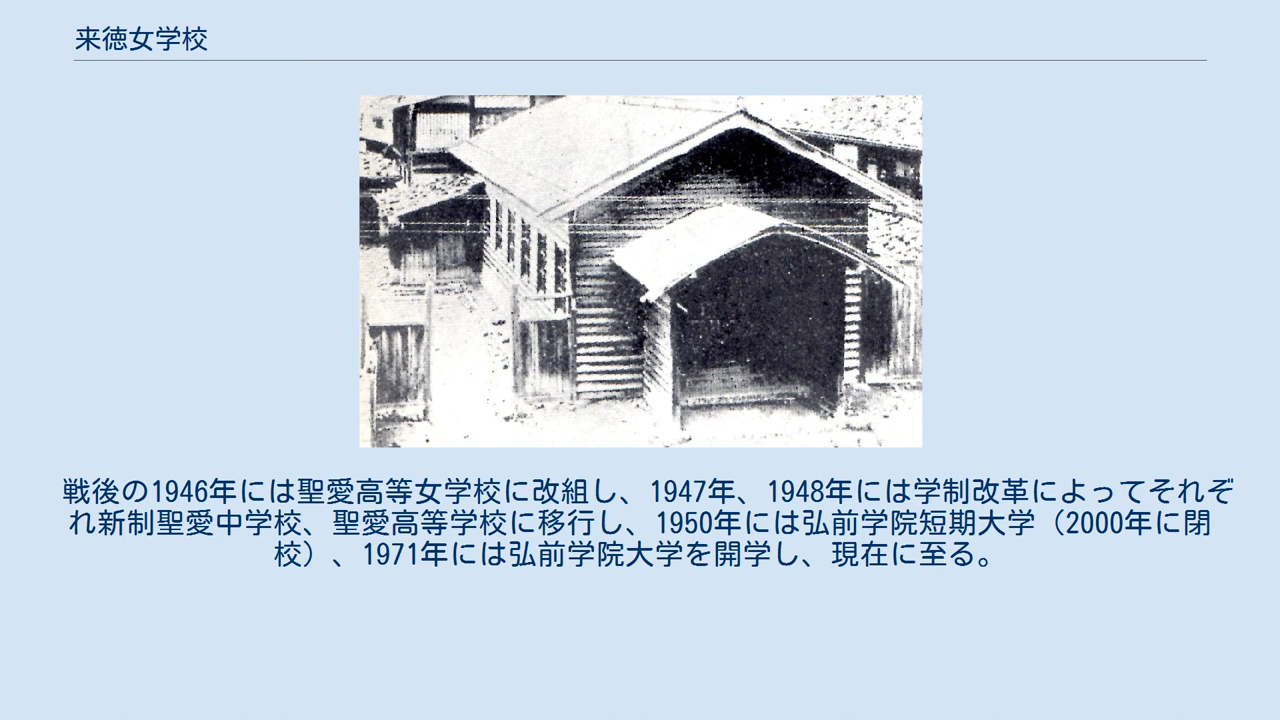 来徳女学校
戦後の1946年には聖愛高等女学校に改組し、1947年、1948年には学制改革によってそれぞ
れ新制聖愛中学校、聖愛高等学校に移行し、1950年には弘前学院短期大学（2000年に閉
校）、1971年には弘前学院大学を開学し、現在に至る。